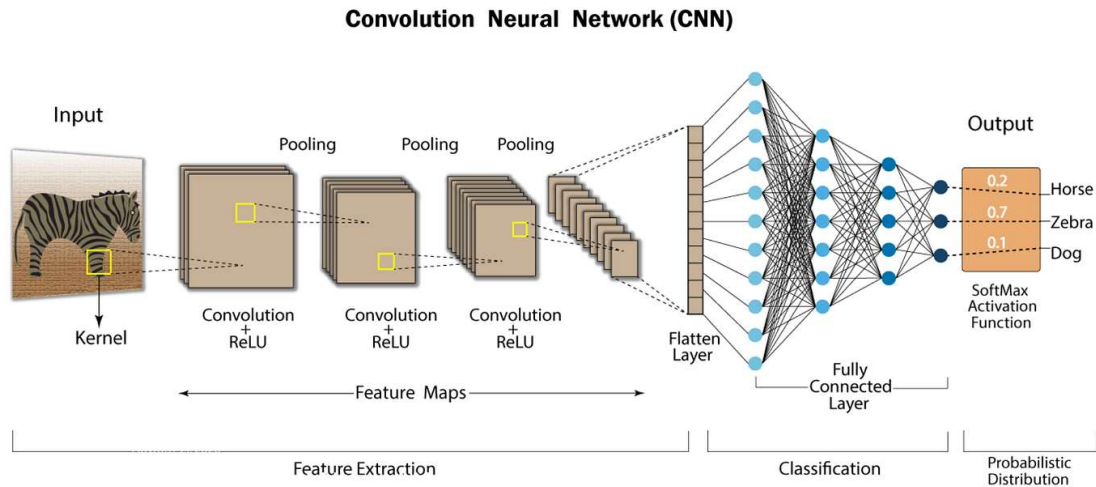 Convolution Neural Network (CNN)
Input
Output
Pooling
Pooling
Pooling
0.2
Horse
0.7
Zebra
0.1
Dog
Kernel
Convolution
+
ReLU
Convolution
+
ReLU
Convolution
+
ReLU
Flatten
Layer
SoftMax
Activation
Function
Feature Maps
Fully
Connected
Layer
Feature Extraction
Classification
Probabilistic
Distribution